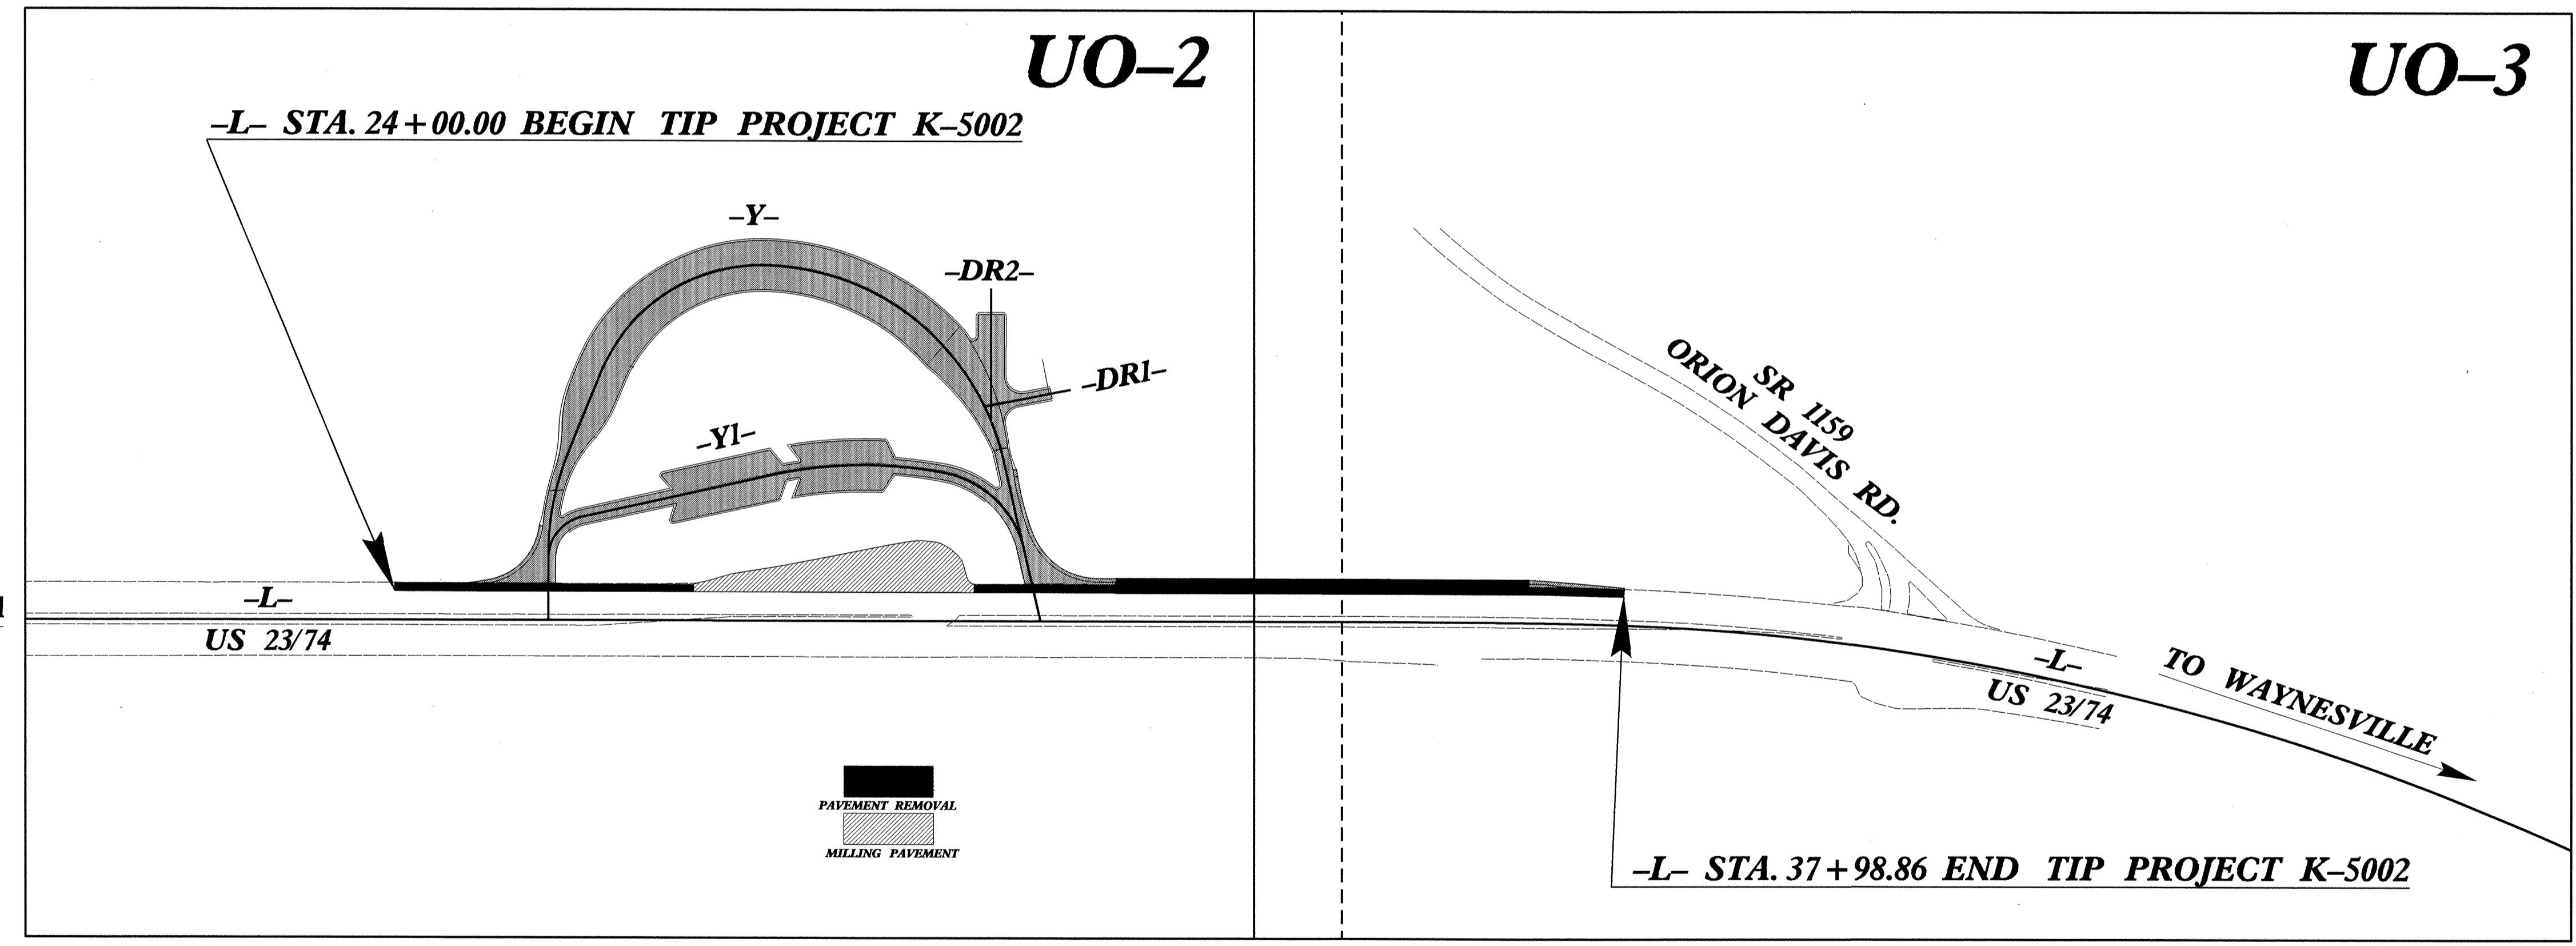 UO–2
UO–3
–L– STA. 24+00.00 BEGIN TIP PROJECT K–5002
–Y–
–DR2–
–DR1–
–Y1–
SR 1159
ORION DAVIS RD.
–L–
US 23/74
–L–
US 23/74
TO WAYNESVILLE
PAVEMENT REMOVAL
MILLING PAVEMENT
–L– STA. 37+98.86 END TIP PROJECT K–5002